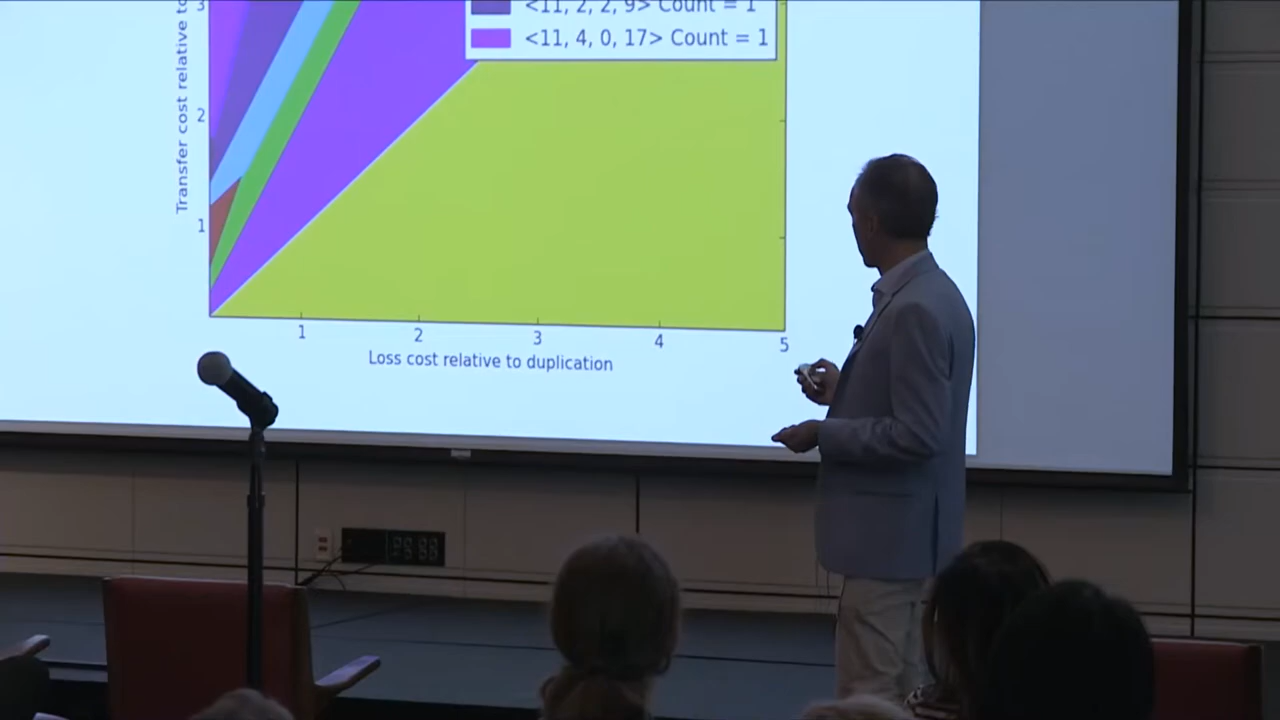 <11, 2, 2, 9> Count = 1
<11, 4, 0, 17> Count = 1
3
2
1
Transfer cost relative to
1
2
3
4
5
Loss cost relative to duplication